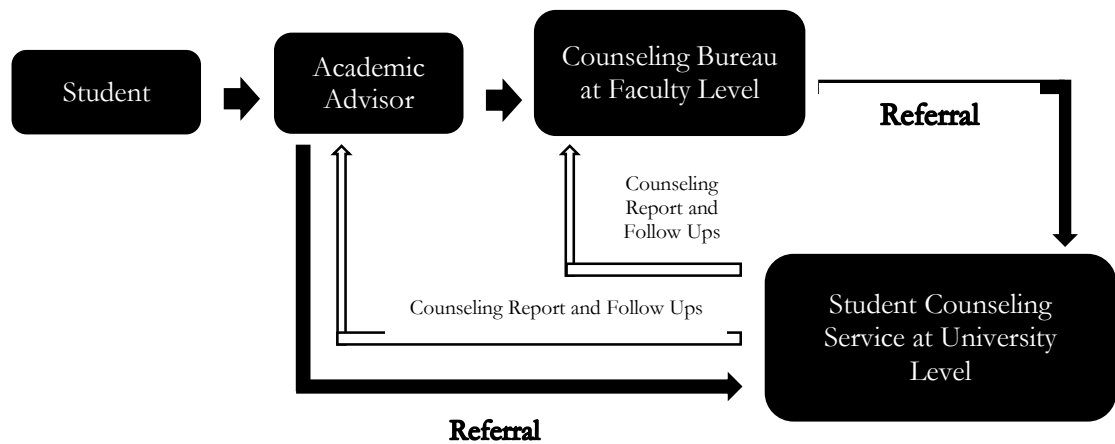 Student
Academic
Advisor
Counseling Bureau
at Faculty Level
Referral
Counseling
Report and
Follow Ups
Counseling Report and Follow Ups
Student Counseling
Service at University
Level
Referral